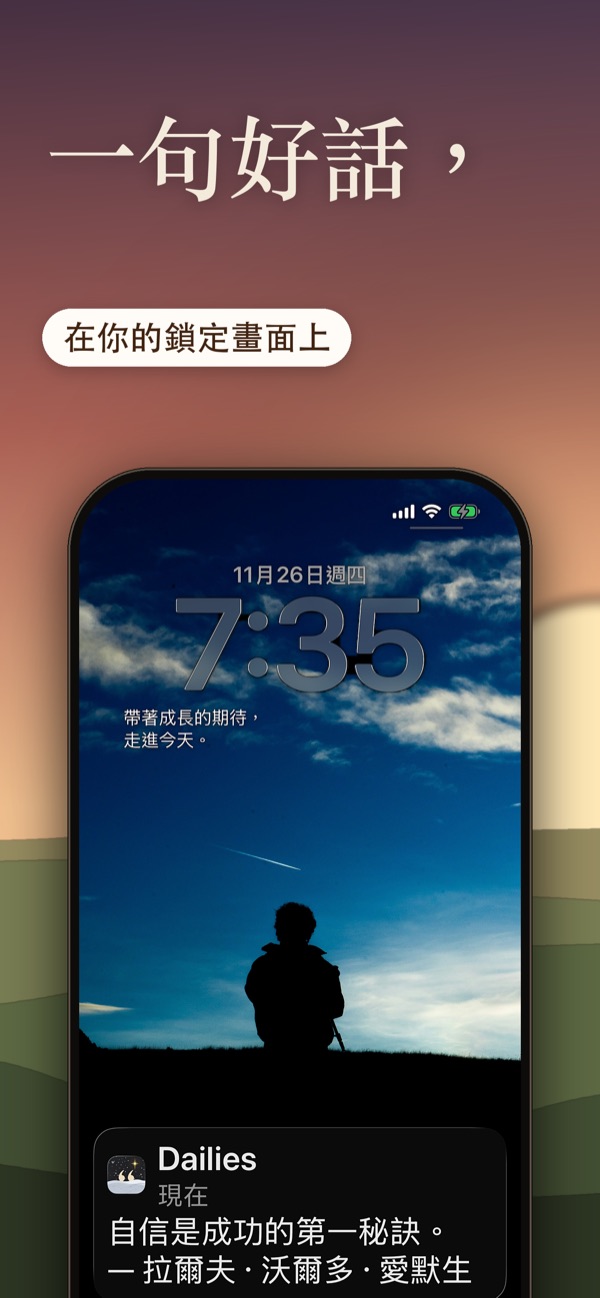 一句好話，
在你的鎖定畫面上
11月26日週四
7:35
帶著成長的期待，
走進今天。
Dailies
現在
自信是成功的第一秘訣。
— 拉爾夫·沃爾多·愛默生